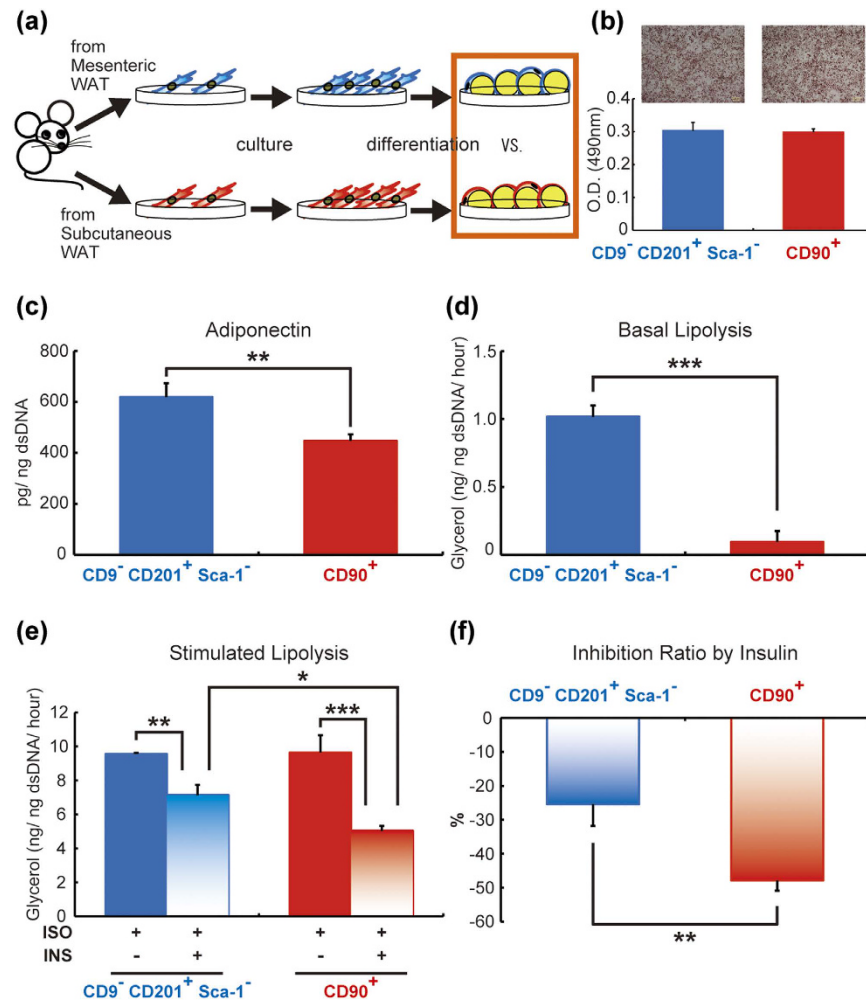 (a)
from
Mesenteric
WAT
culture
differentiation
VS.
from
Subcutaneous
WAT
(b)
O.D. (490nm)
0.4
0.3
0.2
0.1
0
CD9⁻ CD201⁺ Sca-1⁻
CD90⁺
(c)
Adiponectin
pg/ ng dsDNA
800
600
400
200
0
**
CD9⁻ CD201⁺ Sca-1⁻
CD90⁺
(d)
Basal Lipolysis
Glycerol (ng/ ng dsDNA/ hour)
1.5
1.0
0.5
0
***
CD9⁻ CD201⁺ Sca-1⁻
CD90⁺
(e)
Stimulated Lipolysis
Glycerol (ng/ ng dsDNA/ hour)
12
10
8
6
4
2
0
**
***
*
ISO + + + +
INS - + - +
CD9⁻ CD201⁺ Sca-1⁻
CD90⁺
(f)
Inhibition Ratio by Insulin
CD9⁻ CD201⁺ Sca-1⁻
CD90⁺
%
0
-10
-20
-30
-40
-50
-60
**